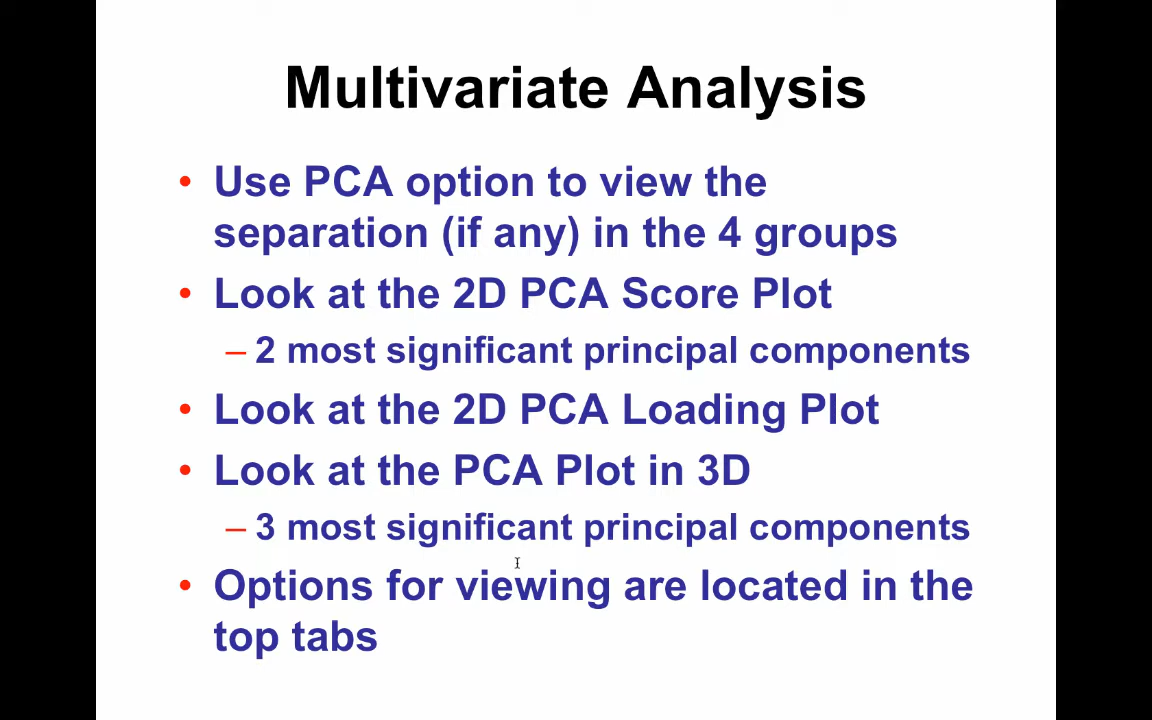 Multivariate Analysis
• Use PCA option to view the
separation (if any) in the 4 groups
• Look at the 2D PCA Score Plot
– 2 most significant principal components
• Look at the 2D PCA Loading Plot
• Look at the PCA Plot in 3D
– 3 most significant principal components
• Options for viewing are located in the
top tabs